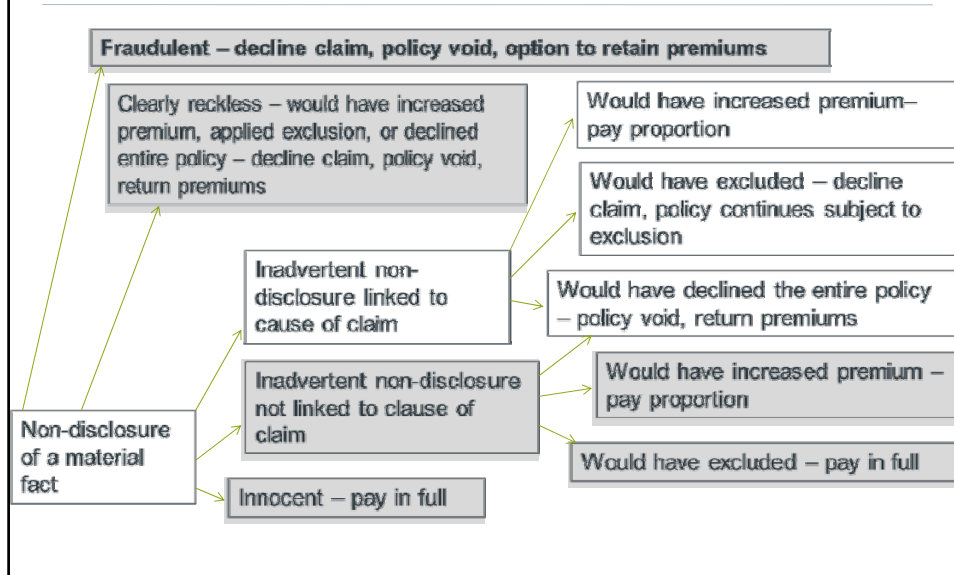 Fraudulent – decline claim, policy void, option to retain premiums
Clearly reckless – would have increased
premium, applied exclusion, or declined
entire policy – decline claim, policy void,
return premiums
Would have increased premium–
pay proportion
Would have excluded – decline
claim, policy continues subject to
exclusion
Inadvertent non-
disclosure linked to
cause of claim
Would have declined the entire policy
– policy void, return premiums
Inadvertent non-disclosure
not linked to clause of
claim
Would have increased premium –
pay proportion
Would have excluded – pay in full
Non-disclosure
of a material
fact
Innocent – pay in full